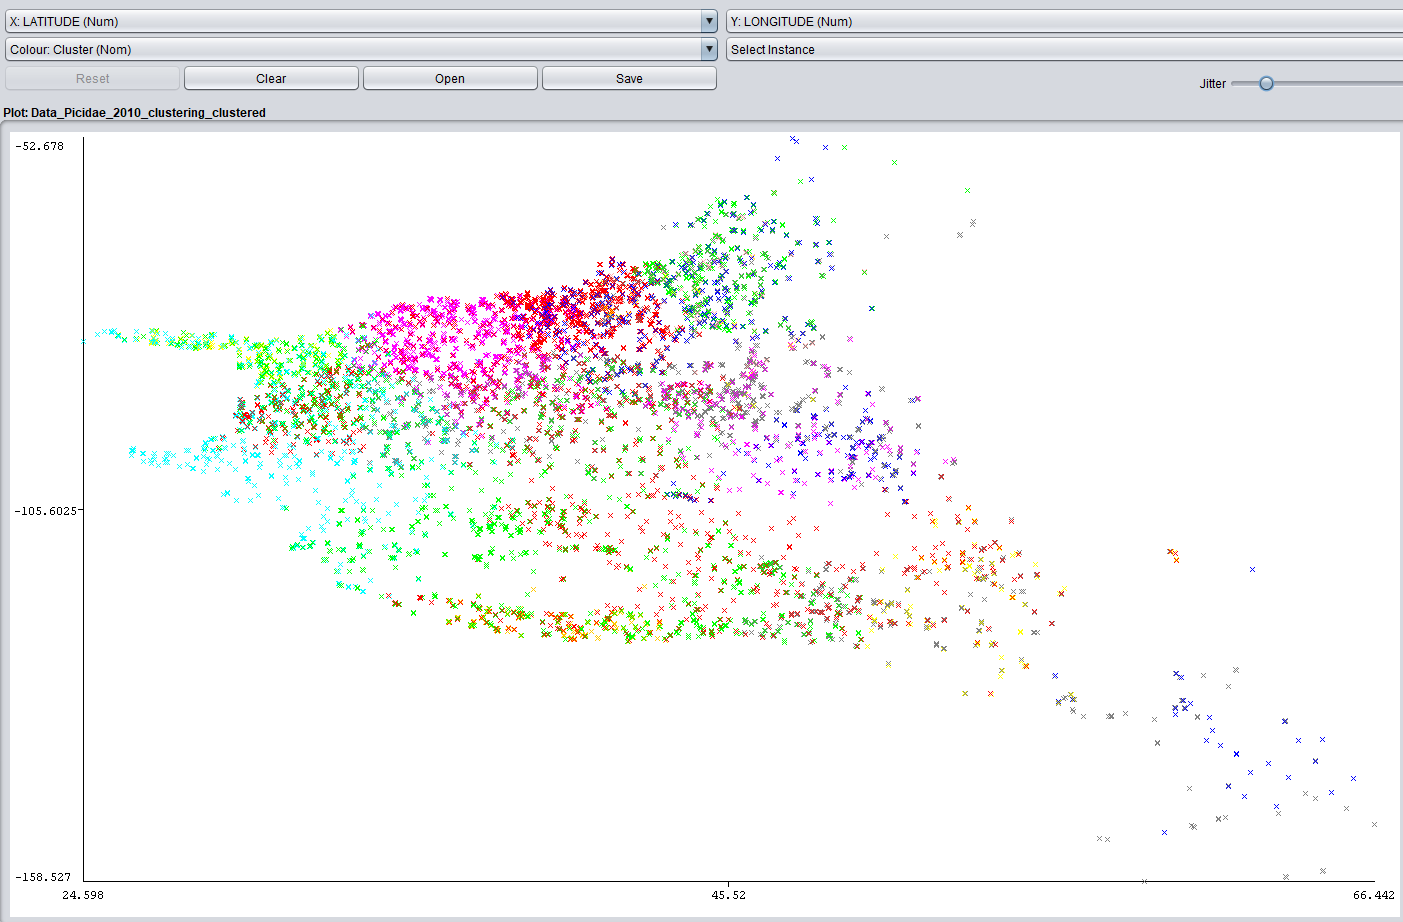 X: LATITUDE (Num) Y: LONGITUDE (Num)
Colour: Cluster (Nom) Select Instance
Reset Clear Open Save
Jitter
Plot: Data_Picidae_2010_clustering_clustered
-52.678
-105.6025
-158.527
24.598 45.52 66.442